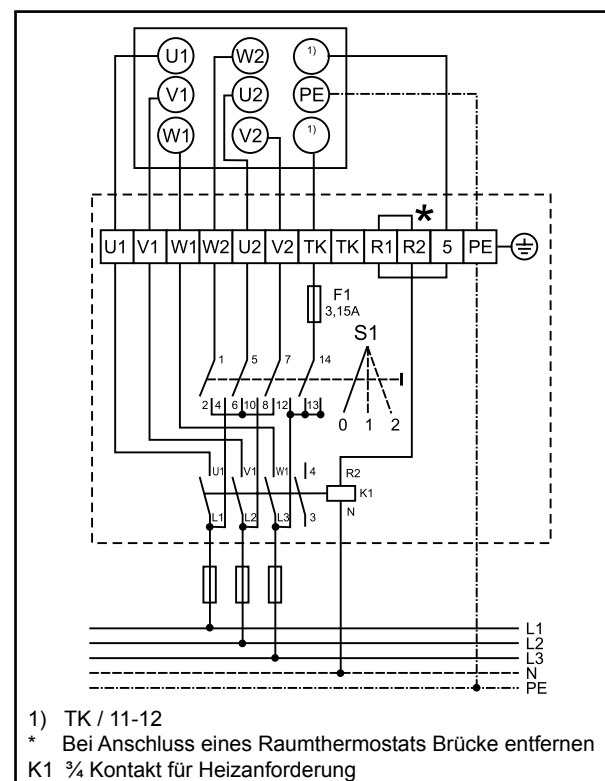 U1 W2 1)
V1 U2 PE
W1 V2 1)
*
U1 V1 W1 W2 U2 V2 TK TK R1 R2 5 PE
F1
3,15A
S1
1 5 7 14
2 4 6 10 8 12 13
0 1 2
U1 V1 W1 4 R2
K1
L1 L2 L3 3 N
L1
L2
L3
N
PE
1) TK / 11-12
* Bei Anschluss eines Raumthermostats Brücke entfernen
K1 ¾ Kontakt für Heizanforderung